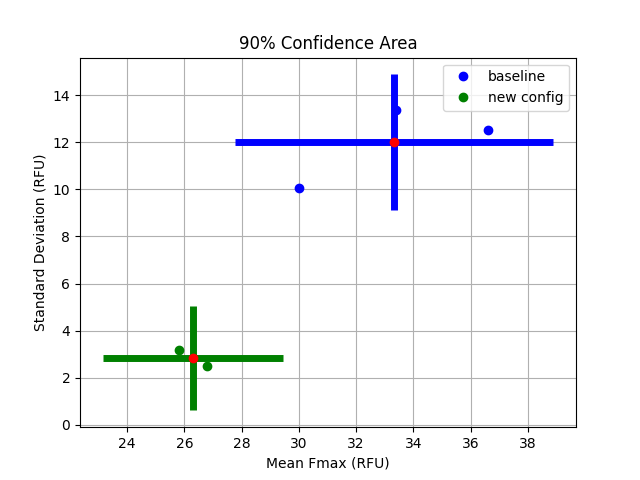 90% Confidence Area
baseline
new config
Standard Deviation (RFU)
14
12
10
8
6
4
2
0
24 26 28 30 32 34 36 38
Mean Fmax (RFU)